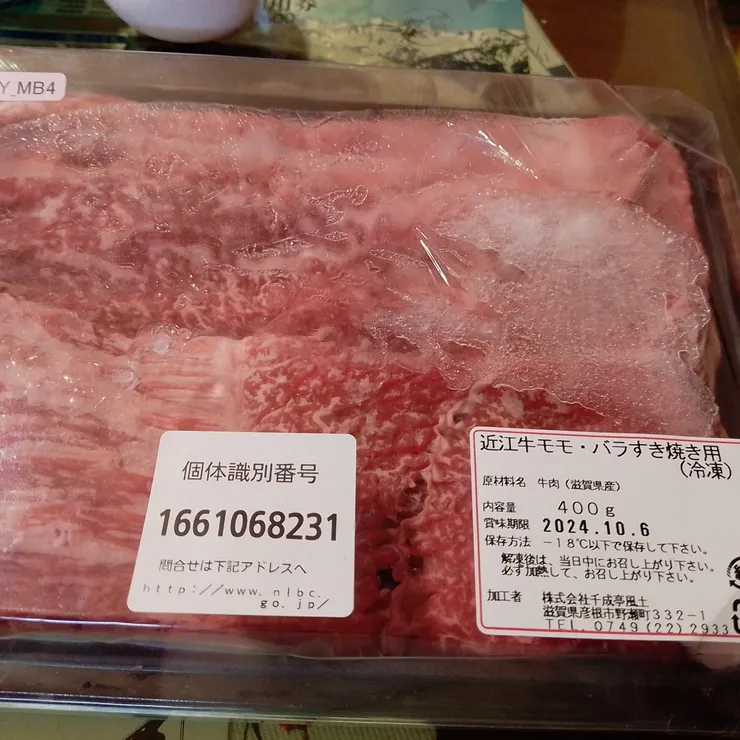 Y_MB4
個体識別番号
1661068231
問合せは下記アドレスへ
http://www.nlbc.
go.jp/
近江牛モモ・バラすき焼き用
(冷凍)
原材料名 牛肉(滋賀県産)
内容量 400g
賞味期限 2024.10.6
保存方法 -18℃以下で保存して下さい。
解凍後は、当日中にお召し上がり下さい。
必ず加熱して、お召し上がり下さい。
加工者 株式会社千成亭風土
滋賀県彦根市野瀬町332-1
TEL.0749(22)2933